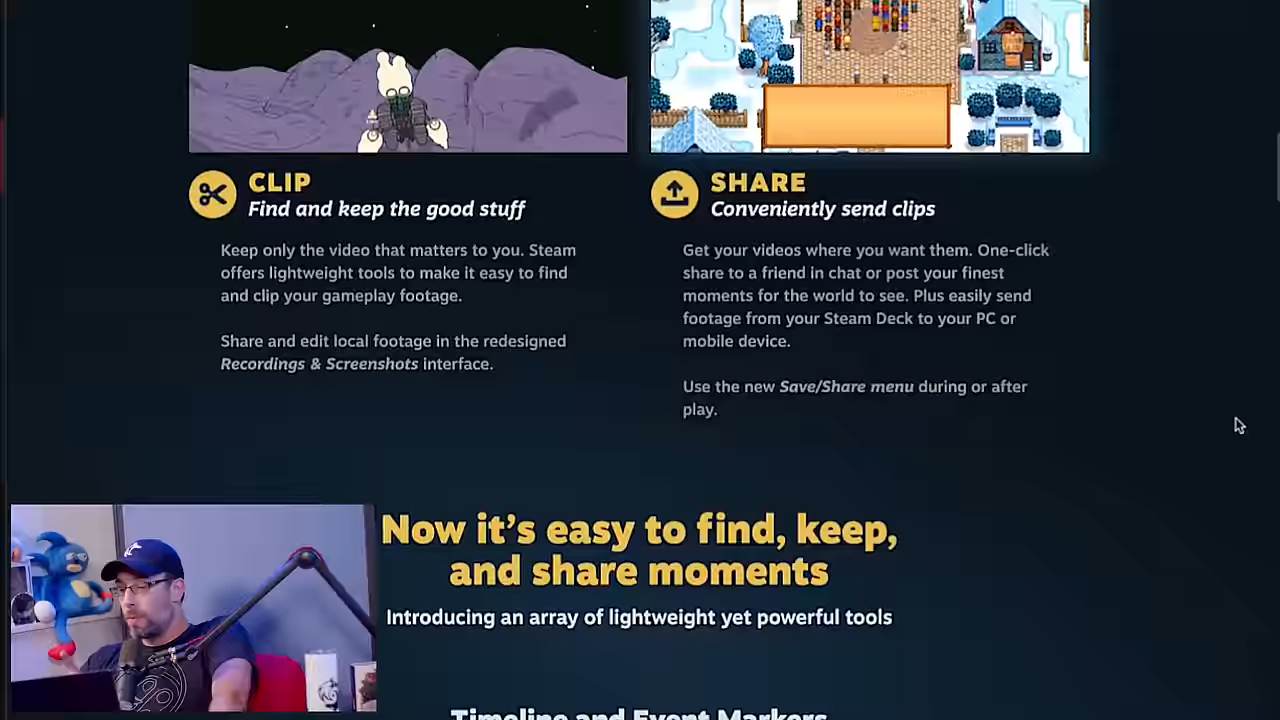 CLIP
Find and keep the good stuff
Keep only the video that matters to you. Steam
offers lightweight tools to make it easy to find
and clip your gameplay footage.
Share and edit local footage in the redesigned
Recordings & Screenshots interface.
SHARE
Conveniently send clips
Get your videos where you want them. One-click
share to a friend in chat or post your finest
moments for the world to see. Plus easily send
footage from your Steam Deck to your PC or
mobile device.
Use the new Save/Share menu during or after
play.
Now it's easy to find, keep,
and share moments
Introducing an array of lightweight yet powerful tools
Timeline and Event Markers